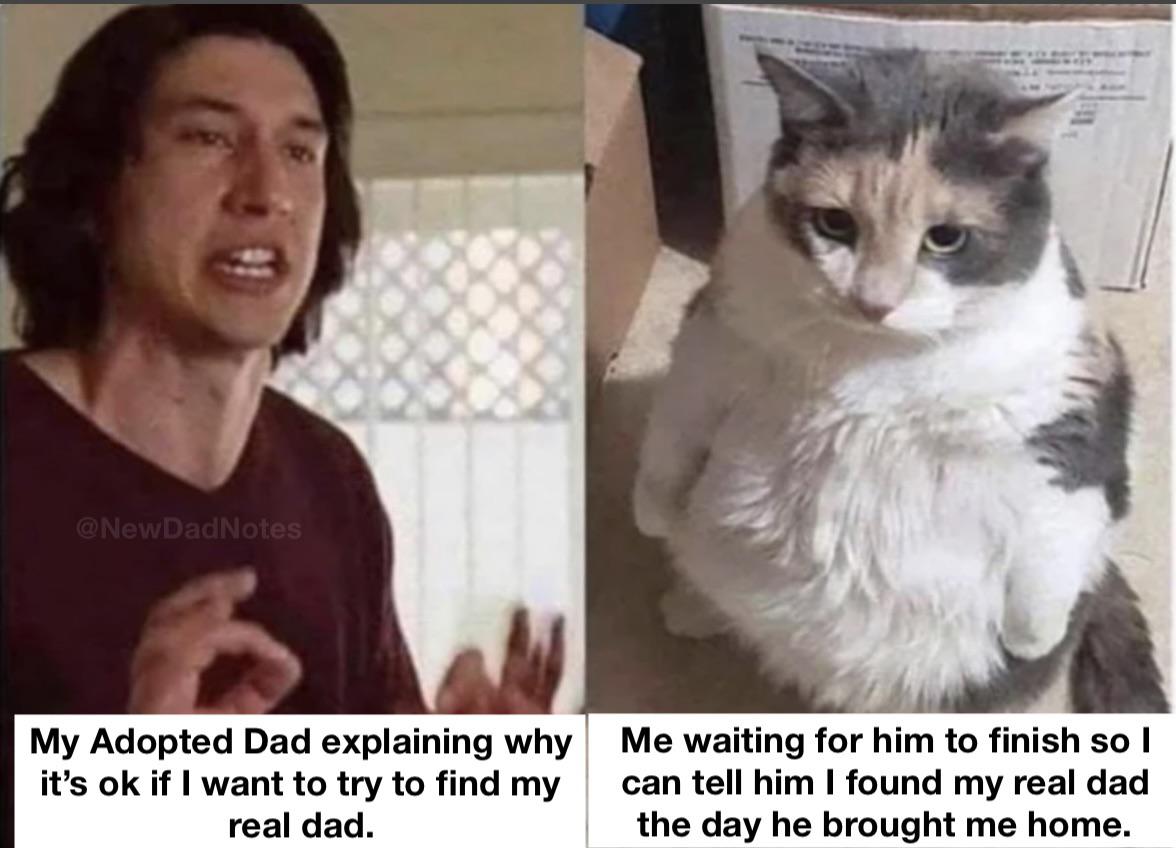 @NewDadNotes
My Adopted Dad explaining why
it's ok if I want to try to find my
real dad.
Me waiting for him to finish so I
can tell him I found my real dad
the day he brought me home.